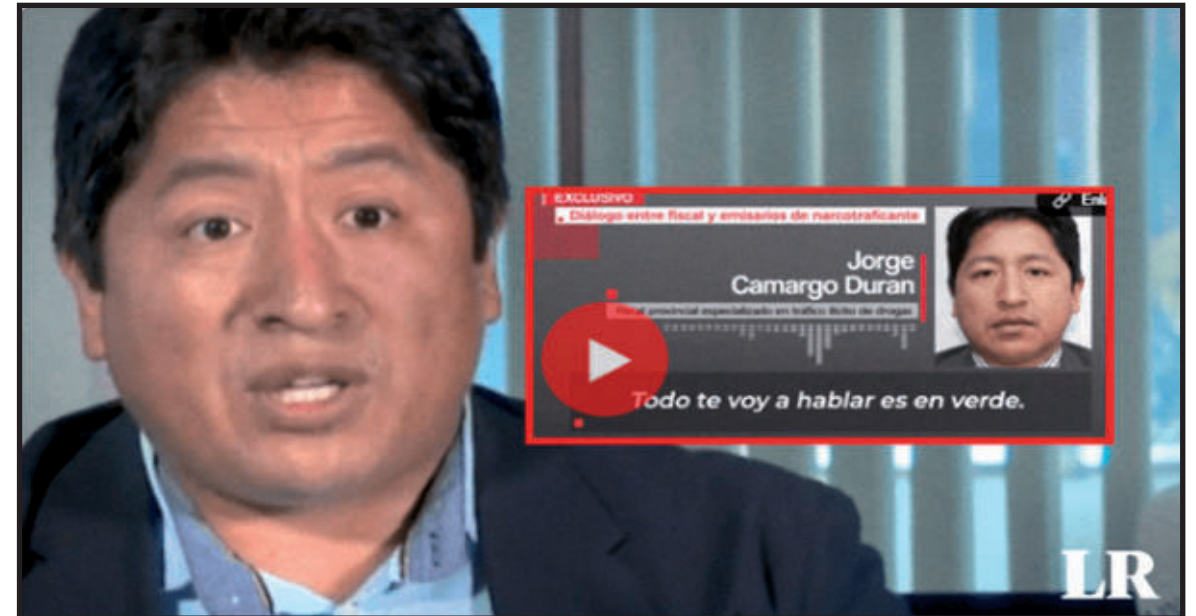 EXCLUSIVO
Diálogo entre fiscal y emisarios de narcotraficante
Enl
Jorge
Camargo Duran
Fiscal provincial especializado en tráfico ilícito de drogas
Todo te voy a hablar es en verde.
LR